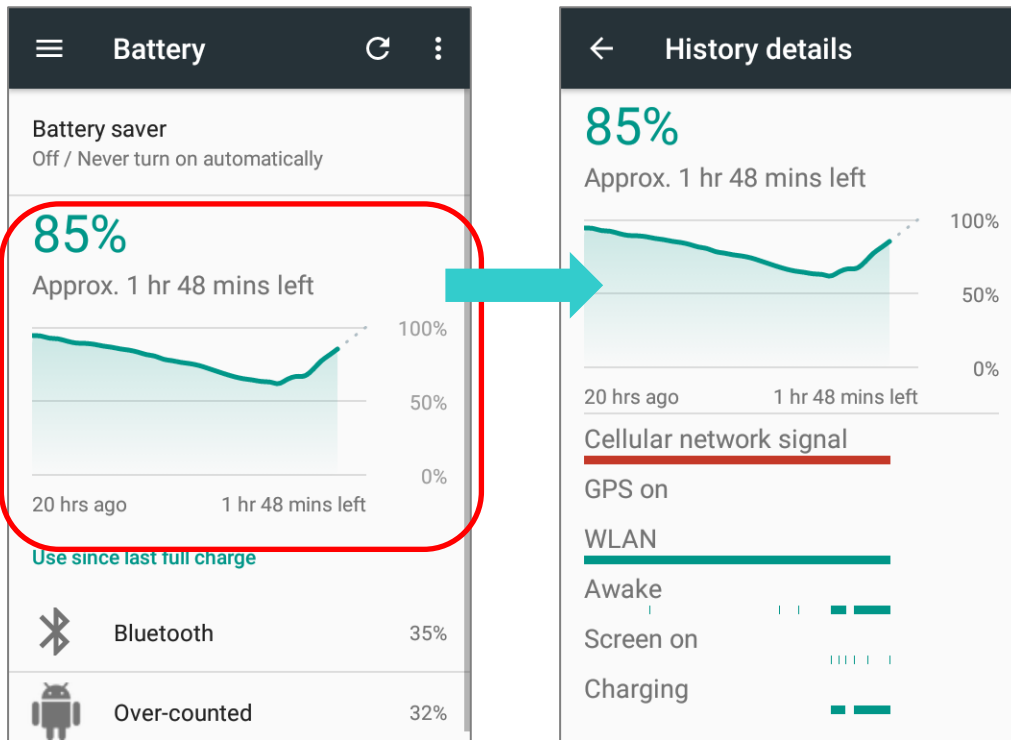 Battery
Battery saver
Off / Never turn on automatically
85%
Approx. 1 hr 48 mins left
100%
50%
0%
20 hrs ago 1 hr 48 mins left
Use since last full charge
Bluetooth 35%
Over-counted 32%
History details
85%
Approx. 1 hr 48 mins left
100%
50%
0%
20 hrs ago 1 hr 48 mins left
Cellular network signal
GPS on
WLAN
Awake
Screen on
Charging